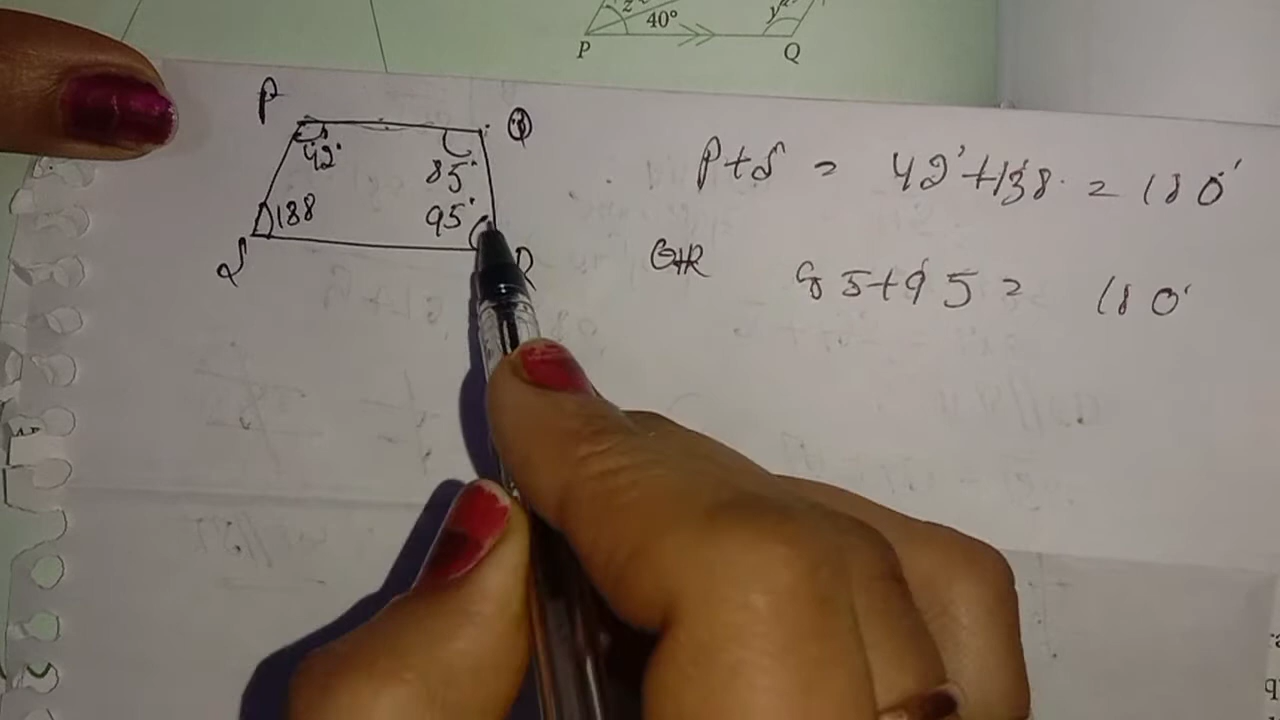 z
40°
y
P
Q
P
Q
42°
85°
188
95°
S
R
P+S = 42°+138 = 180°
Q+R 85+95 = 180°